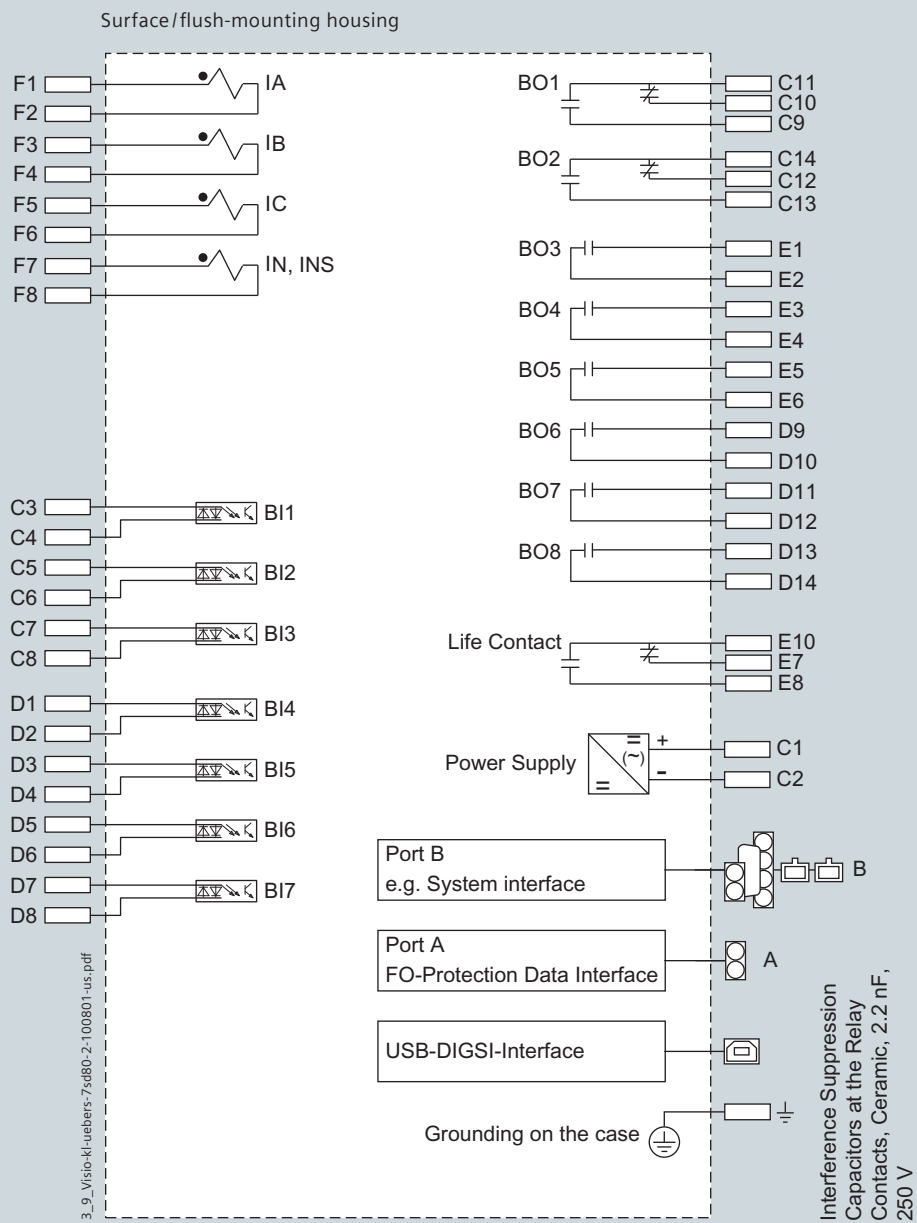 Surface/flush-mounting housing
F1
F2
F3
F4
F5
F6
F7
F8
IA
IB
IC
IN, INS
C3
C4
C5
C6
C7
C8
D1
D2
D3
D4
D5
D6
D7
D8
BI1
BI2
BI3
BI4
BI5
BI6
BI7
BO1
BO2
BO3
BO4
BO5
BO6
BO7
BO8
Life Contact
Power Supply
=
(~)
=
+
-
C11
C10
C9
C14
C12
C13
E1
E2
E3
E4
E5
E6
D9
D10
D11
D12
D13
D14
E10
E7
E8
C1
C2
Port B
e.g. System interface
B
Port A
FO-Protection Data Interface
A
USB-DIGSI-Interface
Grounding on the case
3_9_Visio-kl-uebers-7sd80-2-100801-us.pdf
Interference Suppression
Capacitors at the Relay
Contacts, Ceramic, 2.2 nF,
250 V